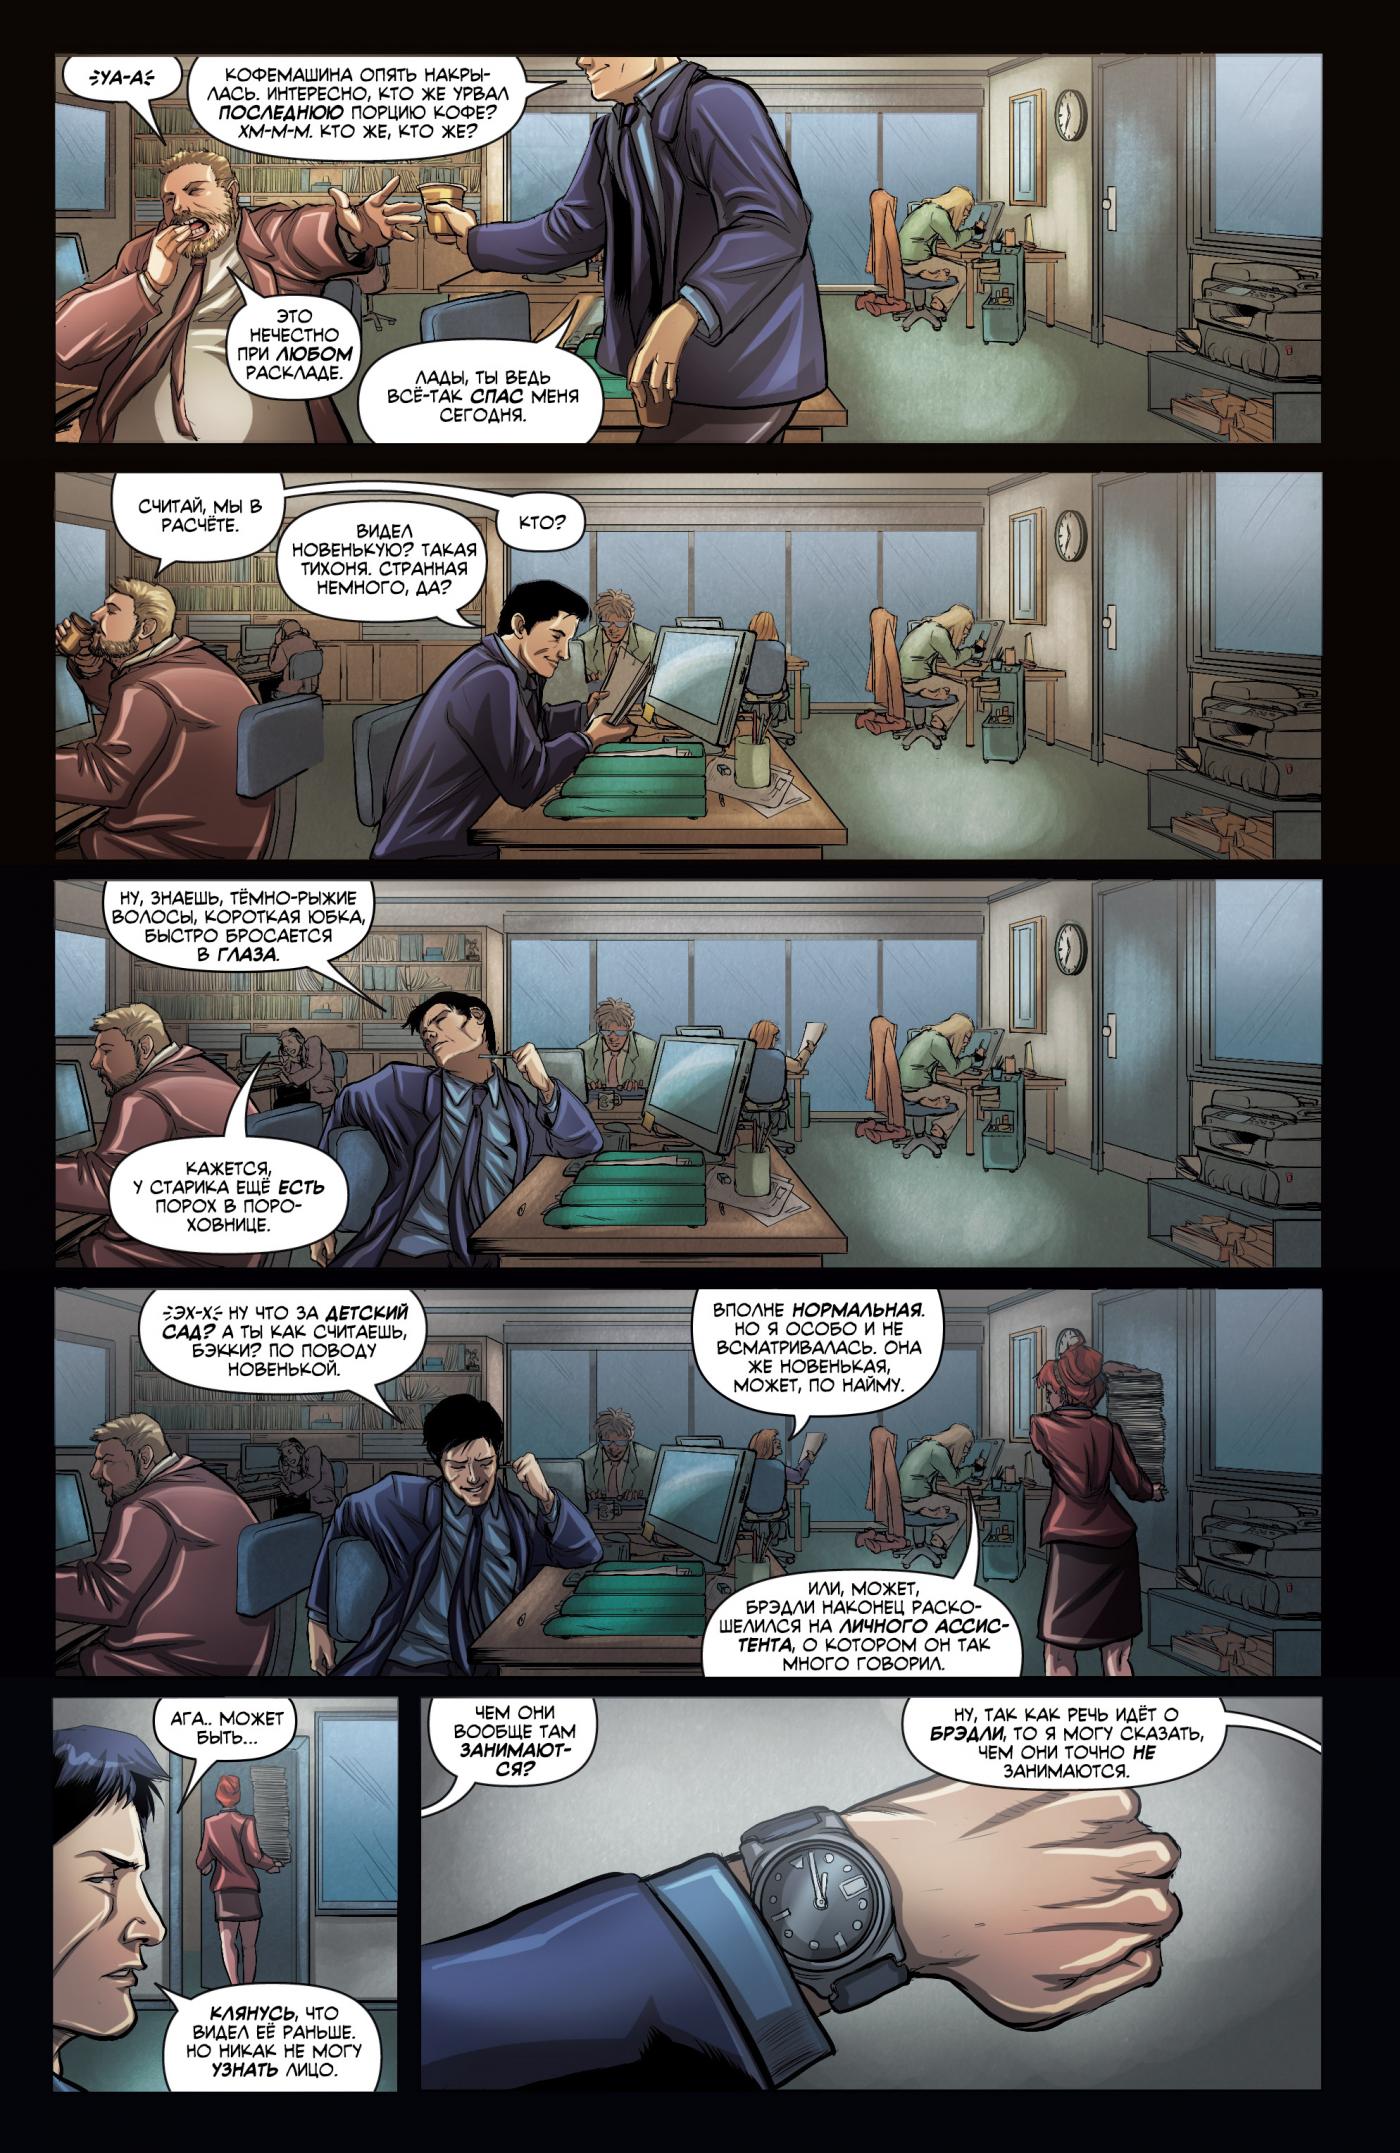 УА-А
КОФЕМАШИНА ОПЯТЬ НАКРЫ-
ЛАСЬ. ИНТЕРЕСНО, КТО ЖЕ УРВАЛ
ПОСЛЕДНЮЮ ПОРЦИЮ КОФЕ?
ХМ-М-М. КТО ЖЕ, КТО ЖЕ?
ЭТО
НЕЧЕСТНО
ПРИ ЛЮБОМ
РАСКЛАДЕ.
ЛАДЫ, ТЫ ВЕДЬ
ВСЁ-ТАК СПАС МЕНЯ
СЕГОДНЯ.
СЧИТАЙ, МЫ В
РАСЧЁТЕ.
ВИДЕЛ
НОВЕНЬКУЮ? ТАКАЯ
ТИХОНЯ. СТРАННАЯ
НЕМНОГО, ДА?
КТО?
НУ, ЗНАЕШЬ, ТЁМНО-РЫЖИЕ
ВОЛОСЫ, КОРОТКАЯ ЮБКА,
БЫСТРО БРОСАЕТСЯ
В ГЛАЗА.
КАЖЕТСЯ,
У СТАРИКА ЕЩЁ ЕСТЬ
ПОРОХ В ПОРО-
ХОВНИЦЕ.
ЭХ-Х НУ ЧТО ЗА ДЕТСКИЙ
САД? А ТЫ КАК СЧИТАЕШЬ,
БЭККИ? ПО ПОВОДУ
НОВЕНЬКОЙ.
ВПОЛНЕ НОРМАЛЬНАЯ.
НО Я ОСОБО И НЕ
ВСМАТРИВАЛАСЬ. ОНА
ЖЕ НОВЕНЬКАЯ,
МОЖЕТ, ПО НАЙМУ.
ИЛИ, МОЖЕТ,
БРЭДЛИ НАКОНЕЦ РАСКО-
ШЕЛИЛСЯ НА ЛИЧНОГО АССИС-
ТЕНТА, О КОТОРОМ ОН ТАК
МНОГО ГОВОРИЛ.
АГА.. МОЖЕТ
БЫТЬ...
КЛЯНУСЬ, ЧТО
ВИДЕЛ ЕЁ РАНЬШЕ.
НО НИКАК НЕ МОГУ
УЗНАТЬ ЛИЦО.
ЧЕМ ОНИ
ВООБЩЕ ТАМ
ЗАНИМАЮТ-
СЯ?
НУ, ТАК КАК РЕЧЬ ИДЁТ О
БРЭДЛИ, ТО Я МОГУ СКАЗАТЬ,
ЧЕМ ОНИ ТОЧНО НЕ
ЗАНИМАЮТСЯ.